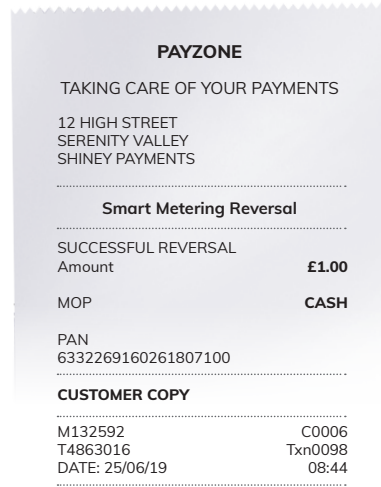 PAYZONE
TAKING CARE OF YOUR PAYMENTS
12 HIGH STREET
SERENITY VALLEY
SHINEY PAYMENTS
Smart Metering Reversal
SUCCESSFUL REVERSAL
Amount £1.00
MOP CASH
PAN
6332269160261807100
CUSTOMER COPY
M132592 C0006
T4863016 Txn0098
DATE: 25/06/19 08:44